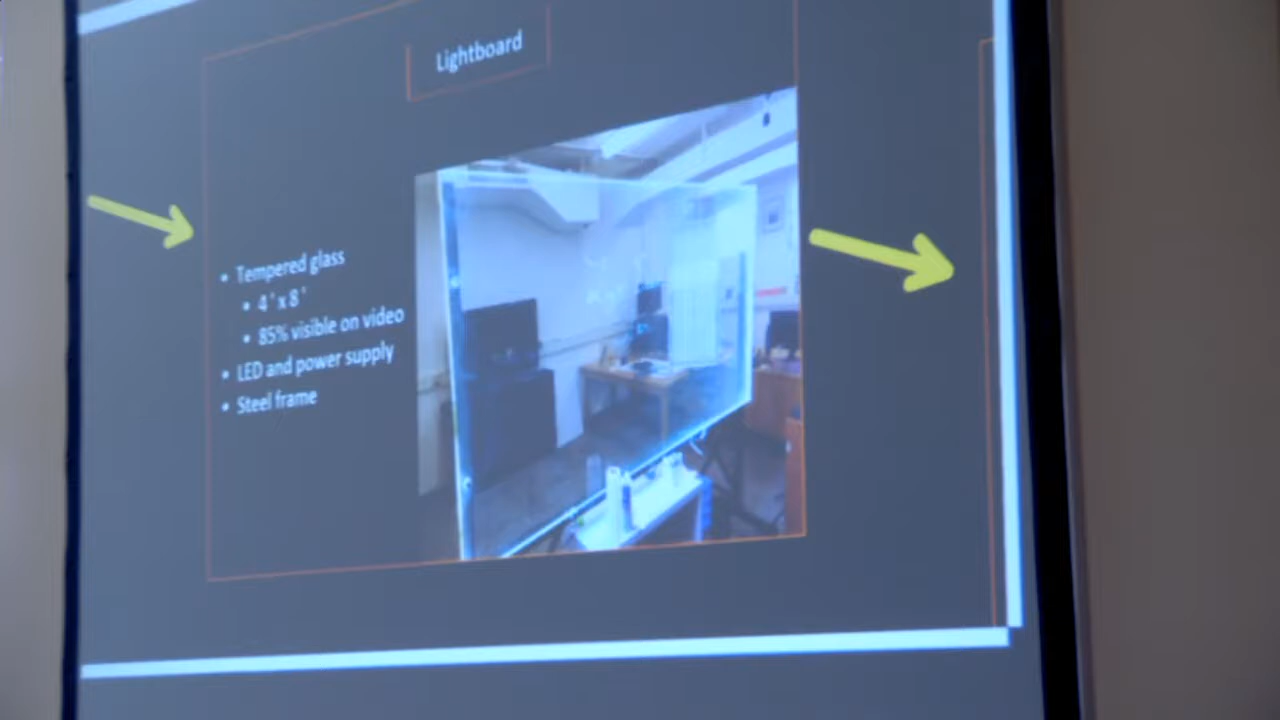 Lightboard
• Tempered glass
• 4' x 8'
• 85% visible on video
• LED and power supply
• Steel frame